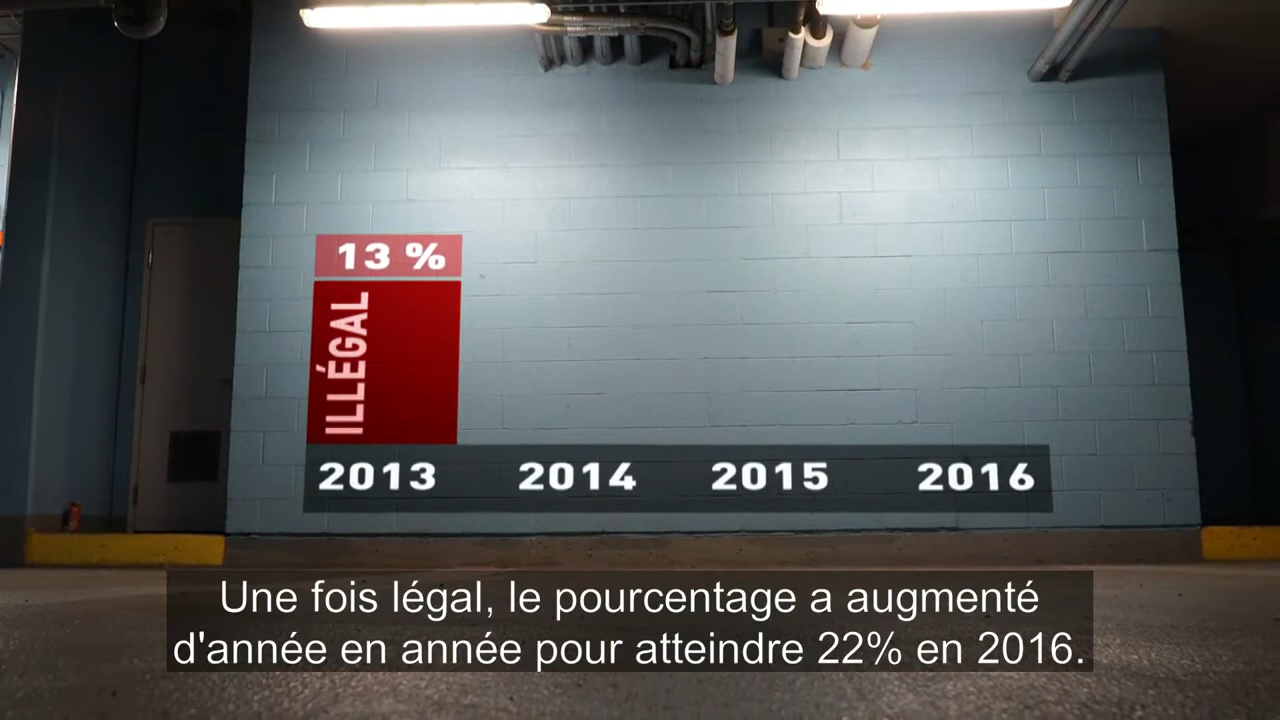 13 %
ILLÉGAL
2013 2014 2015 2016
Une fois légal, le pourcentage a augmenté
d'année en année pour atteindre 22% en 2016.